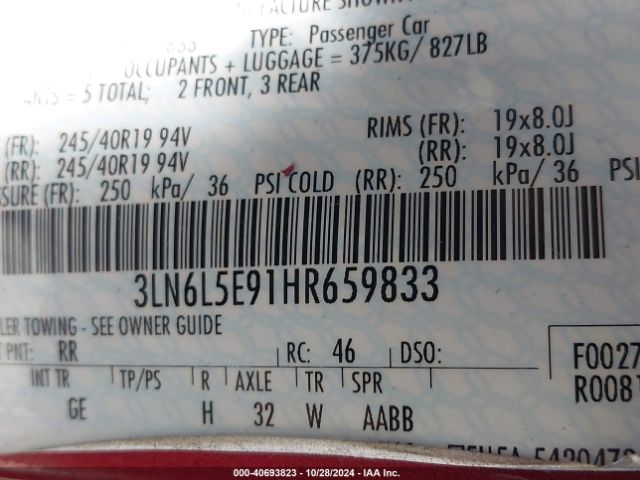 TYPE: Passenger Car
OCCUPANTS + LUGGAGE = 375KG/ 827LB
= 5 TOTAL; 2 FRONT, 3 REAR
(FR): 245/40R19 94V RIMS (FR): 19x8.0J
(RR): 245/40R19 94V (RR): 19x8.0J
(FR): 250 kPa/ 36 PSI COLD (RR): 250 kPa/ 36 PSI
3LN6L5E91HR659833
TOWING - SEE OWNER GUIDE
PNT: RR RC: 46 DSO:
INT TR TP/PS R AXLE TR SPR
GE H 32 W AABB
F0027
R0081
000-40693823 - 10/28/2024 - IAA Inc.